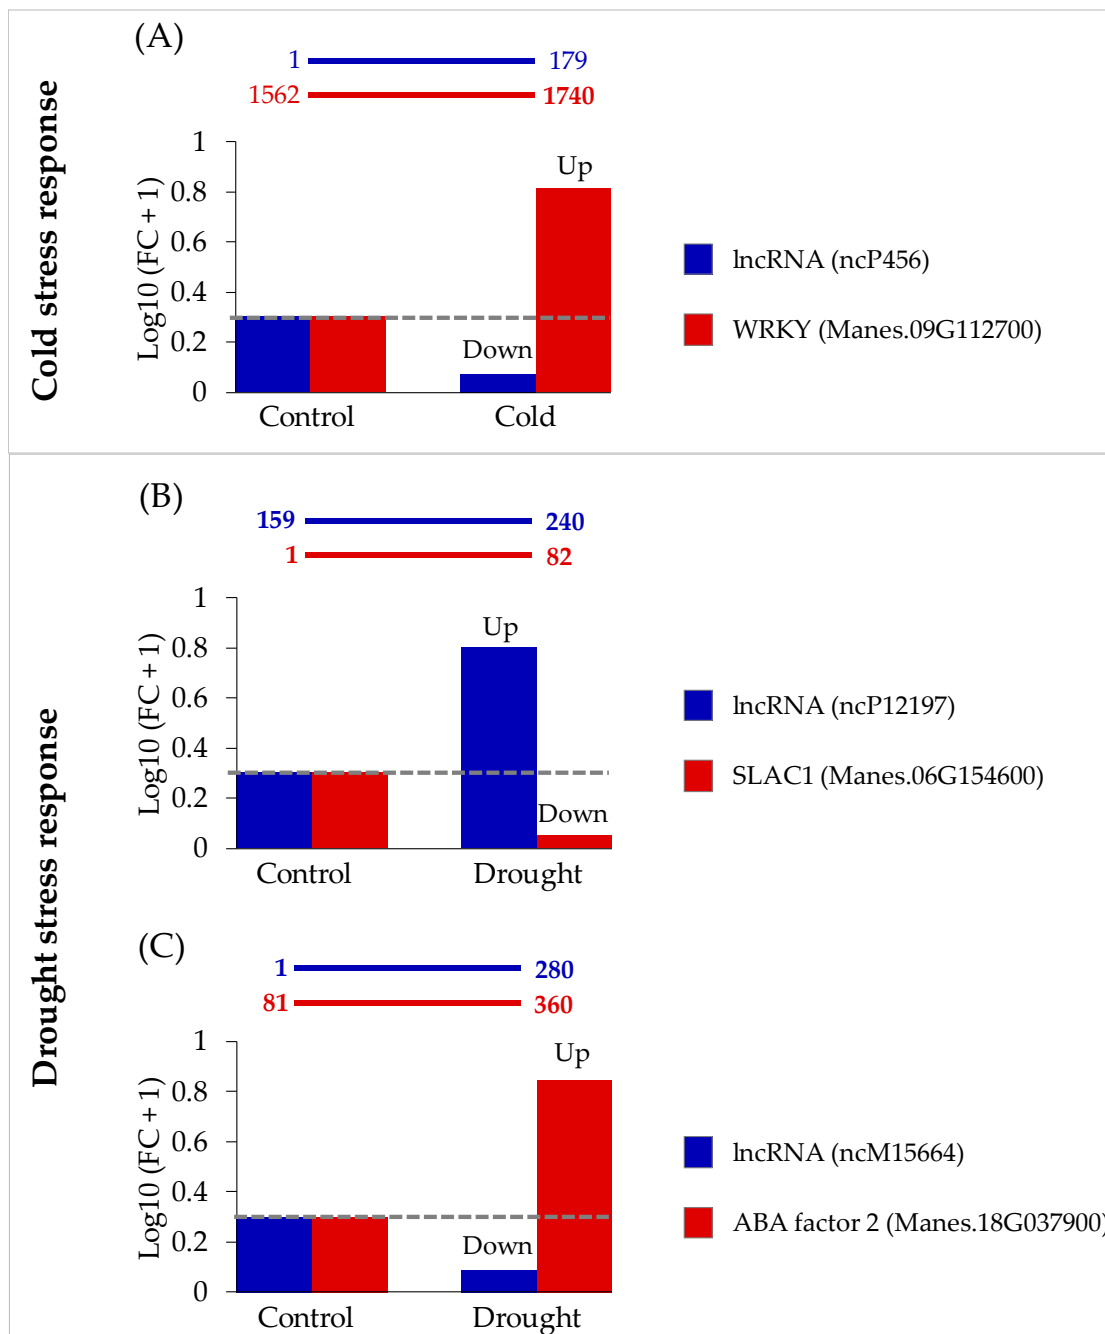 Cold stress response
(A)
1 179
1562 1740
Log10 (FC + 1)
1
0.8
0.6
0.4
0.2
0
Up
Down
Control Cold
lncRNA (ncP456)
WRKY (Manes.09G112700)
Drought stress response
(B)
159 240
1 82
Log10 (FC + 1)
1
0.8
0.6
0.4
0.2
0
Up
Down
Control Drought
lncRNA (ncP12197)
SLAC1 (Manes.06G154600)
(C)
1 280
81 360
Log10 (FC + 1)
1
0.8
0.6
0.4
0.2
0
Up
Down
Control Drought
lncRNA (ncM15664)
ABA factor 2 (Manes.18G037900)